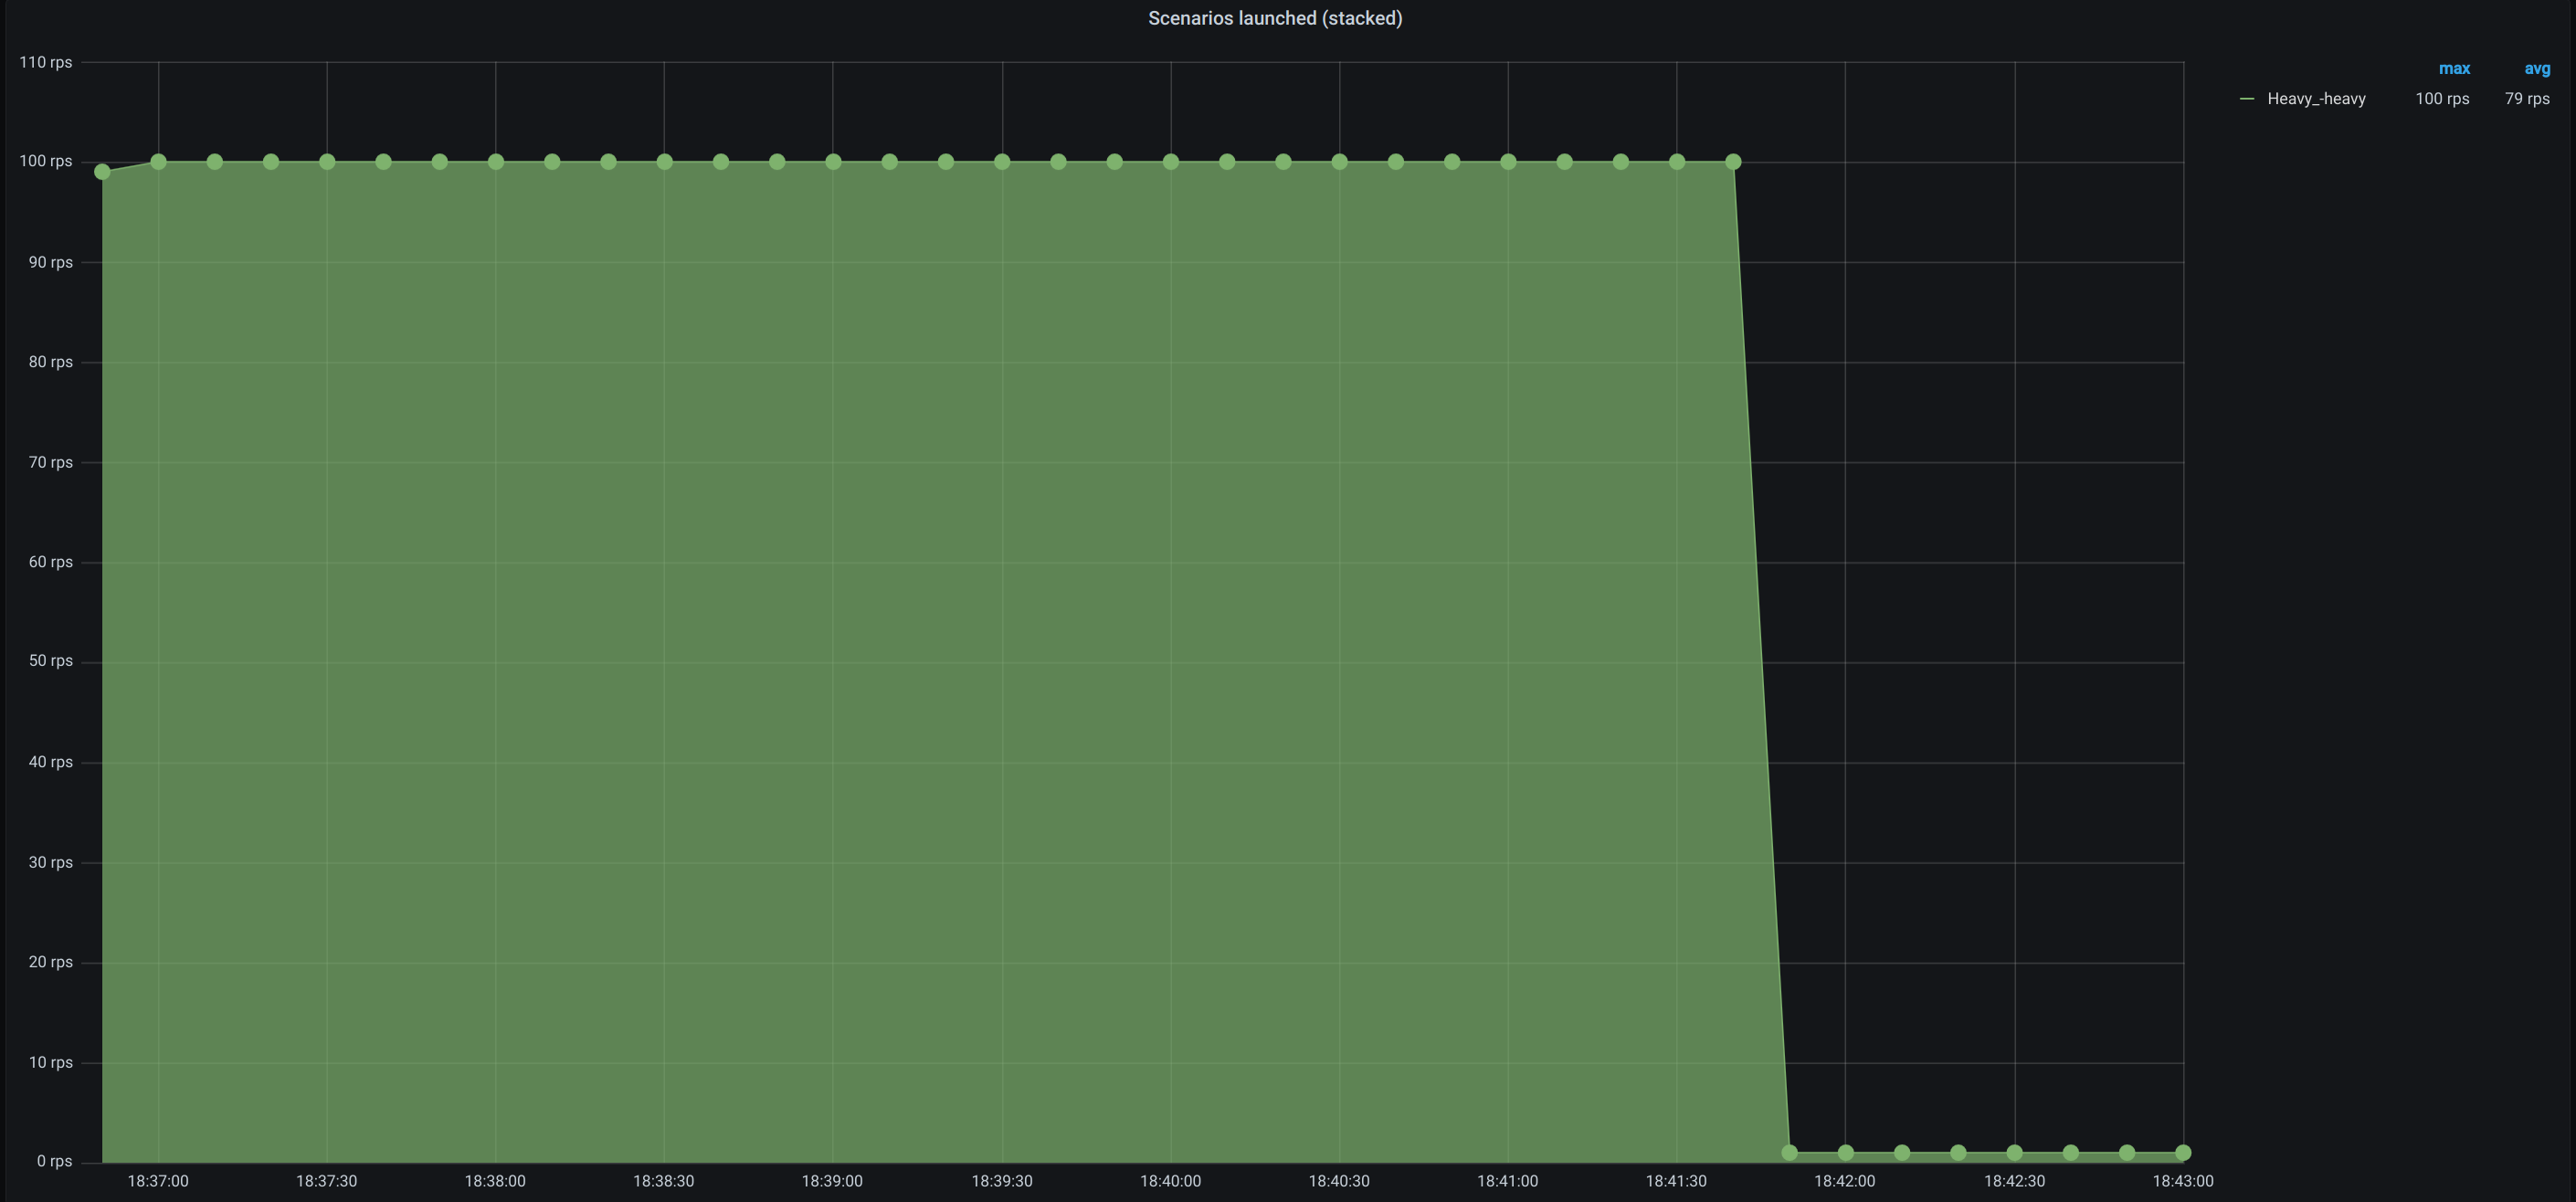 Scenarios launched (stacked)
110 rps
100 rps
90 rps
80 rps
70 rps
60 rps
50 rps
40 rps
30 rps
20 rps
10 rps
0 rps
18:37:00 18:37:30 18:38:00 18:38:30 18:39:00 18:39:30 18:40:00 18:40:30 18:41:00 18:41:30 18:42:00 18:42:30 18:43:00
max avg
Heavy_-heavy 100 rps 79 rps